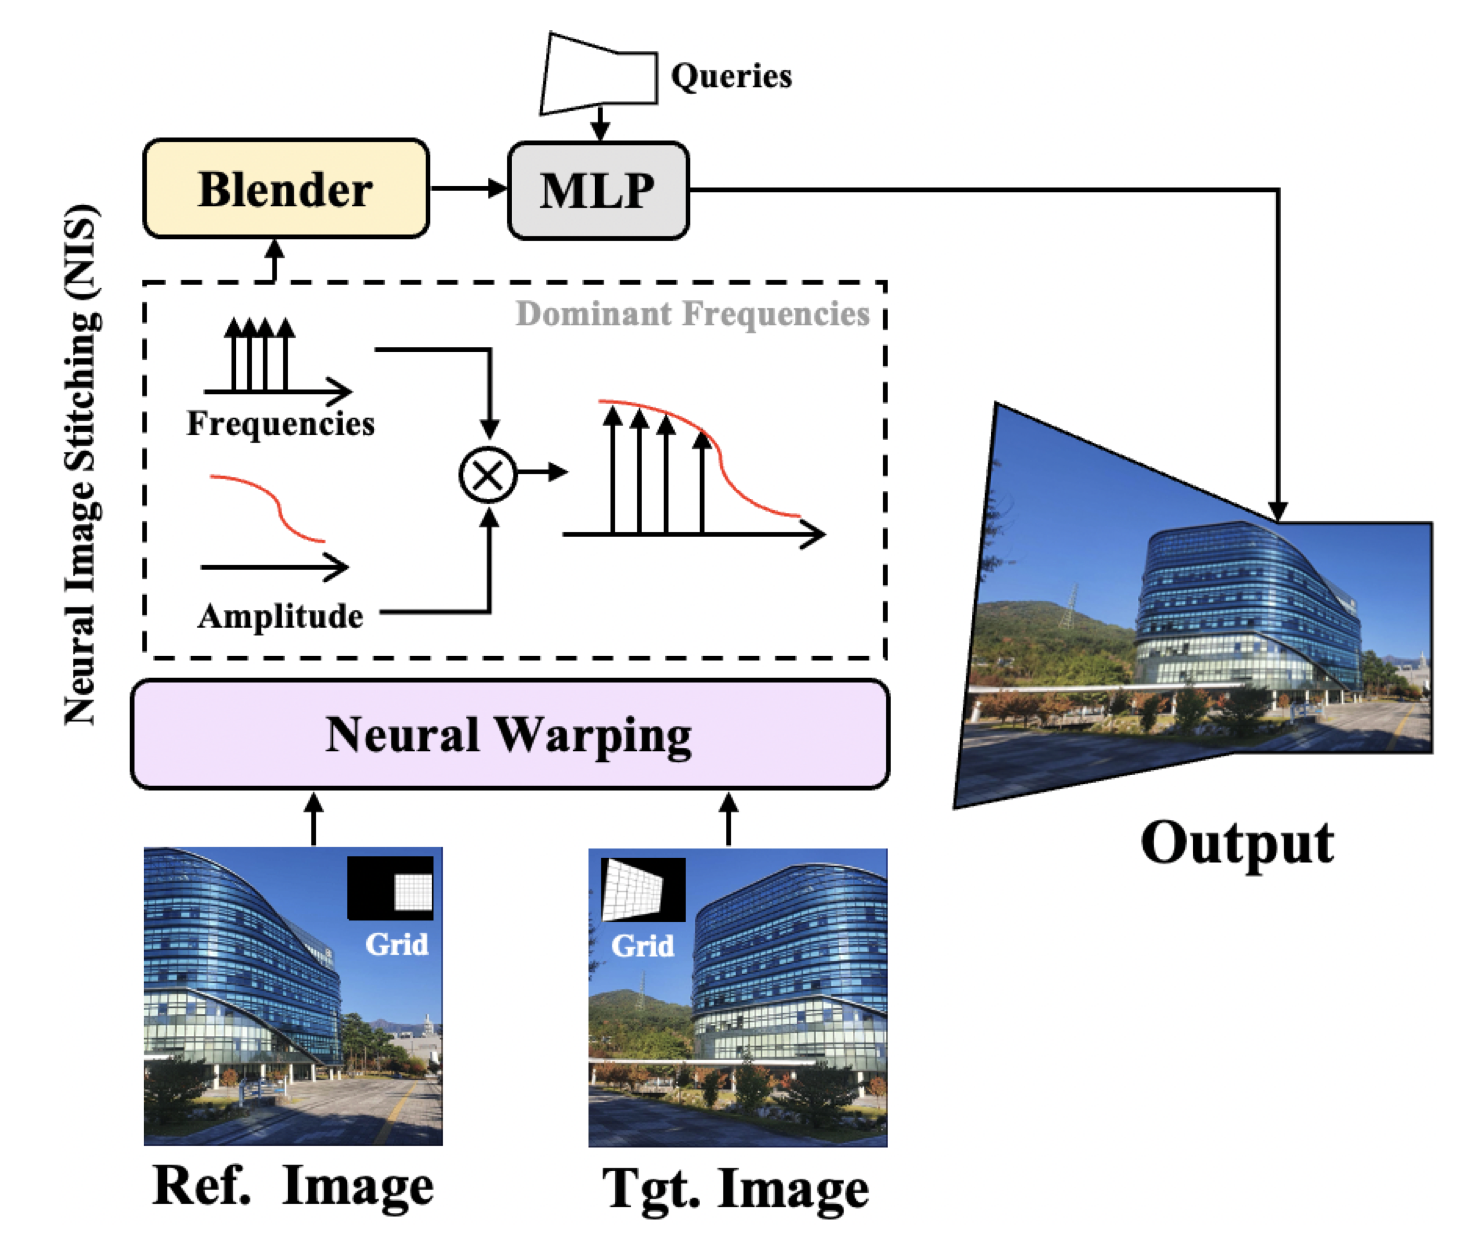 Queries
Blender
MLP
Neural Image Stitching (NIS)
Dominant Frequencies
Frequencies
Amplitude
Neural Warping
Grid
Grid
Output
Ref. Image
Tgt. Image